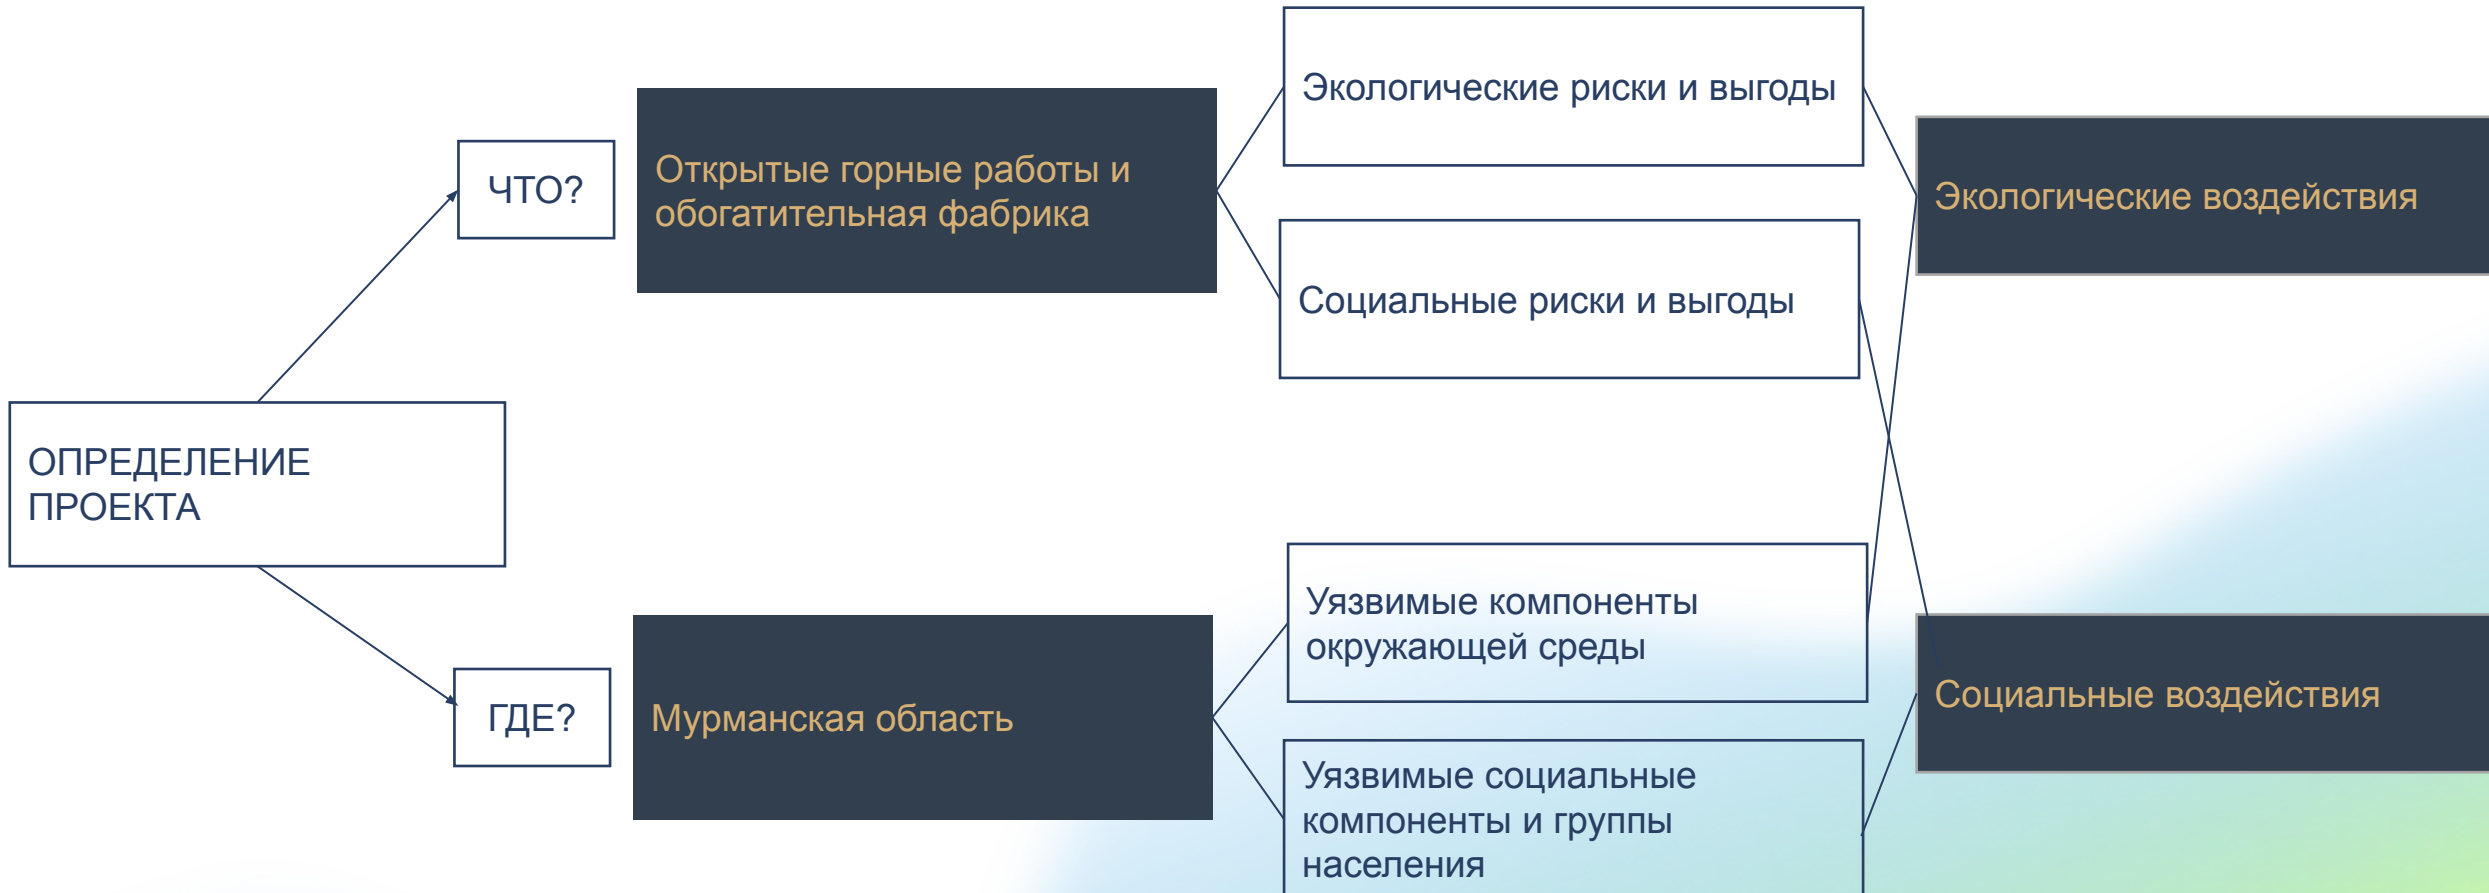 Экологические риски и выгоды
ЧТО?
Открытые горные работы и
обогатительная фабрика
Экологические воздействия
Социальные риски и выгоды
ОПРЕДЕЛЕНИЕ
ПРОЕКТА
Уязвимые компоненты
окружающей среды
ГДЕ?
Мурманская область
Социальные воздействия
Уязвимые социальные
компоненты и группы
населения